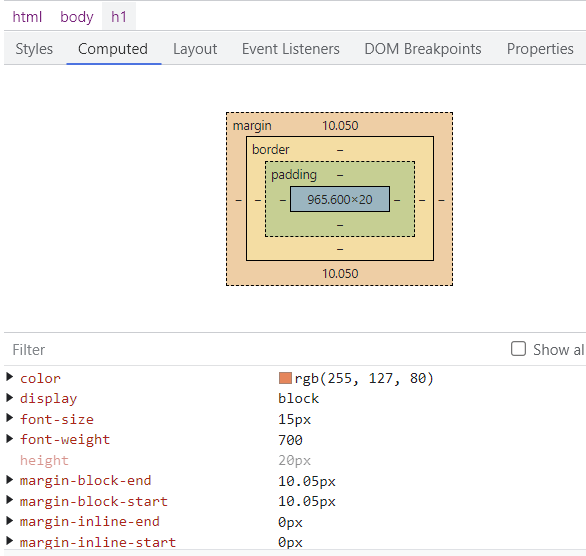 html body h1
Styles Computed Layout Event Listeners DOM Breakpoints Properties
margin 10.050
border –
padding –
– – – 965.600×20 – – –
–
–
10.050
Filter Show al
color rgb(255, 127, 80)
display block
font-size 15px
font-weight 700
height 20px
margin-block-end 10.05px
margin-block-start 10.05px
margin-inline-end 0px
margin-inline-start 0px